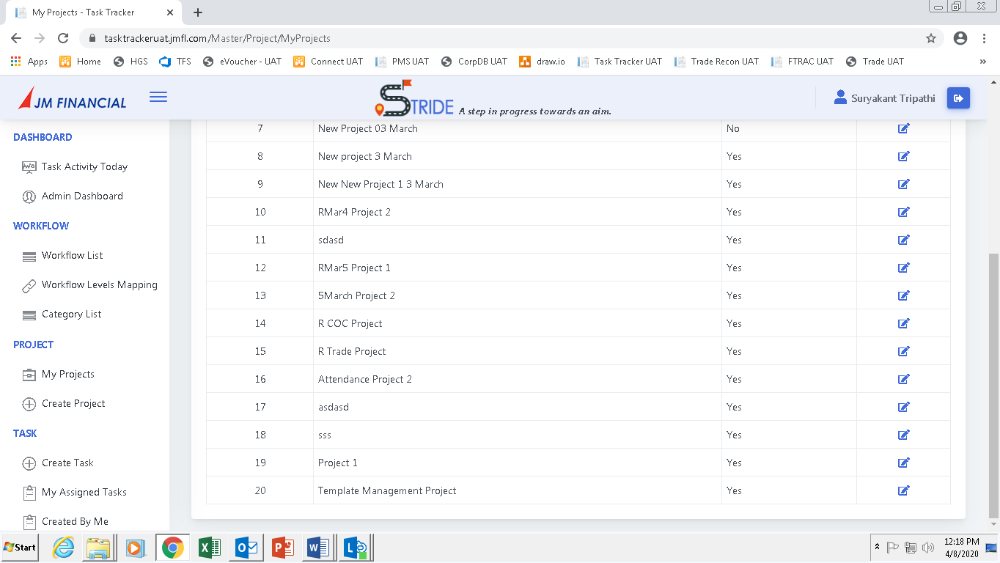 My Projects - Task Tracker
tasktrackeruat.jmfl.com/Master/Project/MyProjects
Apps Home HGS TFS eVoucher - UAT Connect UAT PMS UAT CorpDB UAT draw.io Task Tracker UAT Trade Recon UAT FTRAC UAT Trade UAT »
JM FINANCIAL
STRIDE A step in progress towards an aim.
Suryakant Tripathi
DASHBOARD
Task Activity Today
Admin Dashboard
WORKFLOW
Workflow List
Workflow Levels Mapping
Category List
PROJECT
My Projects
Create Project
TASK
Create Task
My Assigned Tasks
Created By Me
7 New Project 03 March No
8 New project 3 March Yes
9 New New Project 1 3 March Yes
10 RMar4 Project 2 Yes
11 sdasd Yes
12 RMar5 Project 1 Yes
13 5March Project 2 Yes
14 R COC Project Yes
15 R Trade Project Yes
16 Attendance Project 2 Yes
17 asdasd Yes
18 sss Yes
19 Project 1 Yes
20 Template Management Project Yes
Start
12:18 PM
4/8/2020